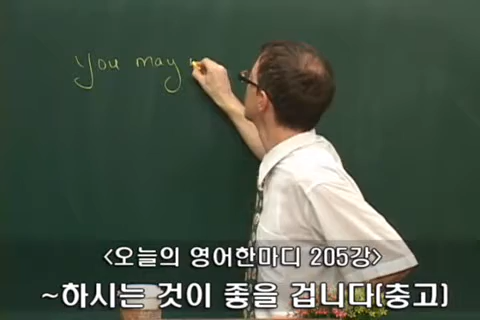 you may
<오늘의 영어한마디 205강>
~하시는 것이 좋을 겁니다(충고)